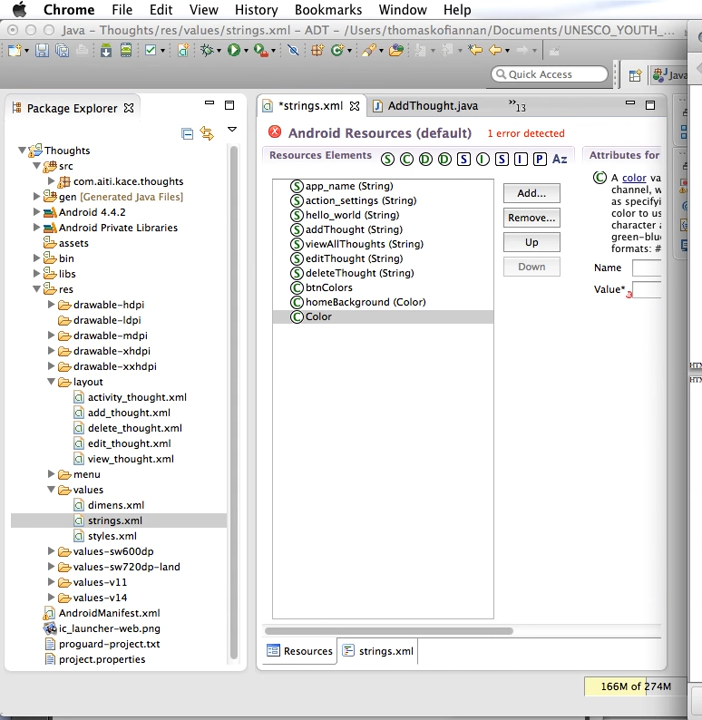 Chrome File Edit View History Bookmarks Window Help
Java – Thoughts/res/values/strings.xml – ADT – /Users/thomaskofiannan/Documents/UNESCO_YOUTH_...
Quick Access
Java
Package Explorer
Thoughts
src
com.aiti.kace.thoughts
gen [Generated Java Files]
Android 4.4.2
Android Private Libraries
assets
bin
libs
res
drawable-hdpi
drawable-ldpi
drawable-mdpi
drawable-xhdpi
drawable-xxhdpi
layout
activity_thought.xml
add_thought.xml
delete_thought.xml
edit_thought.xml
view_thought.xml
menu
values
dimens.xml
strings.xml
styles.xml
values-sw600dp
values-sw720dp-land
values-v11
values-v14
AndroidManifest.xml
ic_launcher-web.png
proguard-project.txt
project.properties
*strings.xml
AddThought.java
»13
Android Resources (default)
1 error detected
Resources Elements
S C D D S I S I P Az
S app_name (String)
S action_settings (String)
S hello_world (String)
S addThought (String)
S viewAllThoughts (String)
S editThought (String)
S deleteThought (String)
C btnColors
C homeBackground (Color)
C Color
Add...
Remove...
Up
Down
Attributes for
C A color va
channel, w
as specifyi
color to us
character a
green-blue
formats: #
Name
Value*
Resources
strings.xml
166M of 274M